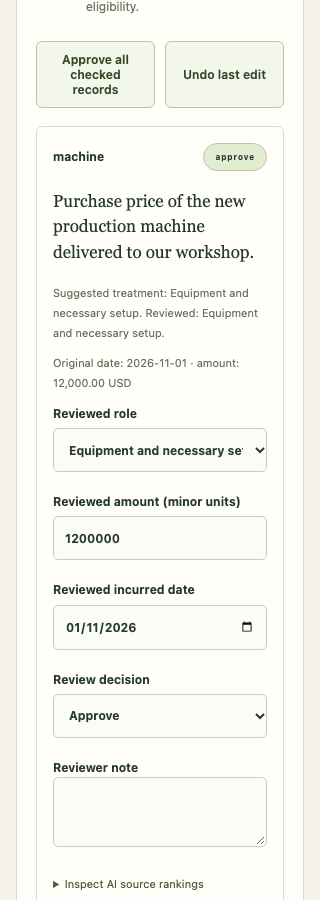 eligibility.
Approve all
checked
records
Undo last edit
machine
approve
Purchase price of the new
production machine
delivered to our workshop.
Suggested treatment: Equipment and
necessary setup. Reviewed: Equipment
and necessary setup.
Original date: 2026-11-01 · amount:
12,000.00 USD
Reviewed role
Equipment and necessary se
Reviewed amount (minor units)
1200000
Reviewed incurred date
01/11/2026
Review decision
Approve
Reviewer note
Inspect AI source rankings